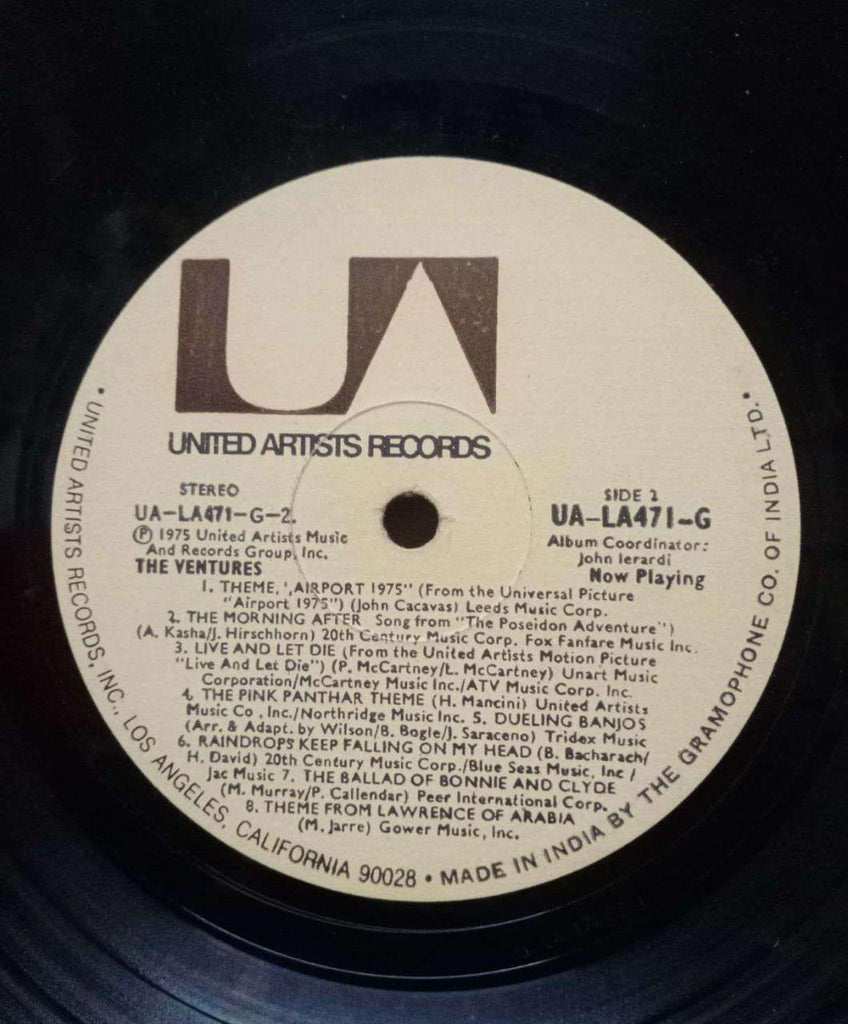 UA
UNITED ARTISTS RECORDS
STEREO
UA-LA471-G-2.
Ⓟ 1975 United Artists Music
And Records Group, Inc.
THE VENTURES
SIDE 2
UA-LA471-G
Album Coordinator:
John Ierardi
Now Playing
1. THEME, ',AIRPORT 1975" (From the Universal Picture
"Airport 1975") (John Cacavas) Leeds Music Corp.
2. THE MORNING AFTER Song from "The Poseidon Adventure")
(A. Kasha/J. Hirschhorn) 20th Century Music Corp. Fox Fanfare Music Inc.
3. LIVE AND LET DIE (From the United Artists Motion Picture
"Live And Let Die") (P. McCartney/L. McCartney) Unart Music
Corporation/McCartney Music Inc./ATV Music Corp. Inc.
4. THE PINK PANTHAR THEME (H. Mancini) United Artists
Music Co , Inc./Northridge Music Inc. 5. DUELING BANJOS
(Arr. & Adapt. by Wilson/B. Bogle/J. Saraceno) Tridex Music
6. RAINDROPS KEEP FALLING ON MY HEAD (B. Bacharach/
H. David) 20th Century Music Corp./Blue Seas Music, Inc /
Jac Music 7. THE BALLAD OF BONNIE AND CLYDE
(M. Murray/P. Callendar) Peer International Corp.
8. THEME FROM LAWRENCE OF ARABIA
(M. Jarre) Gower Music, Inc.
• UNITED ARTISTS RECORDS, INC., LOS ANGELES, CALIFORNIA 90028 • MADE IN INDIA BY THE GRAMOPHONE CO. OF INDIA LTD. •